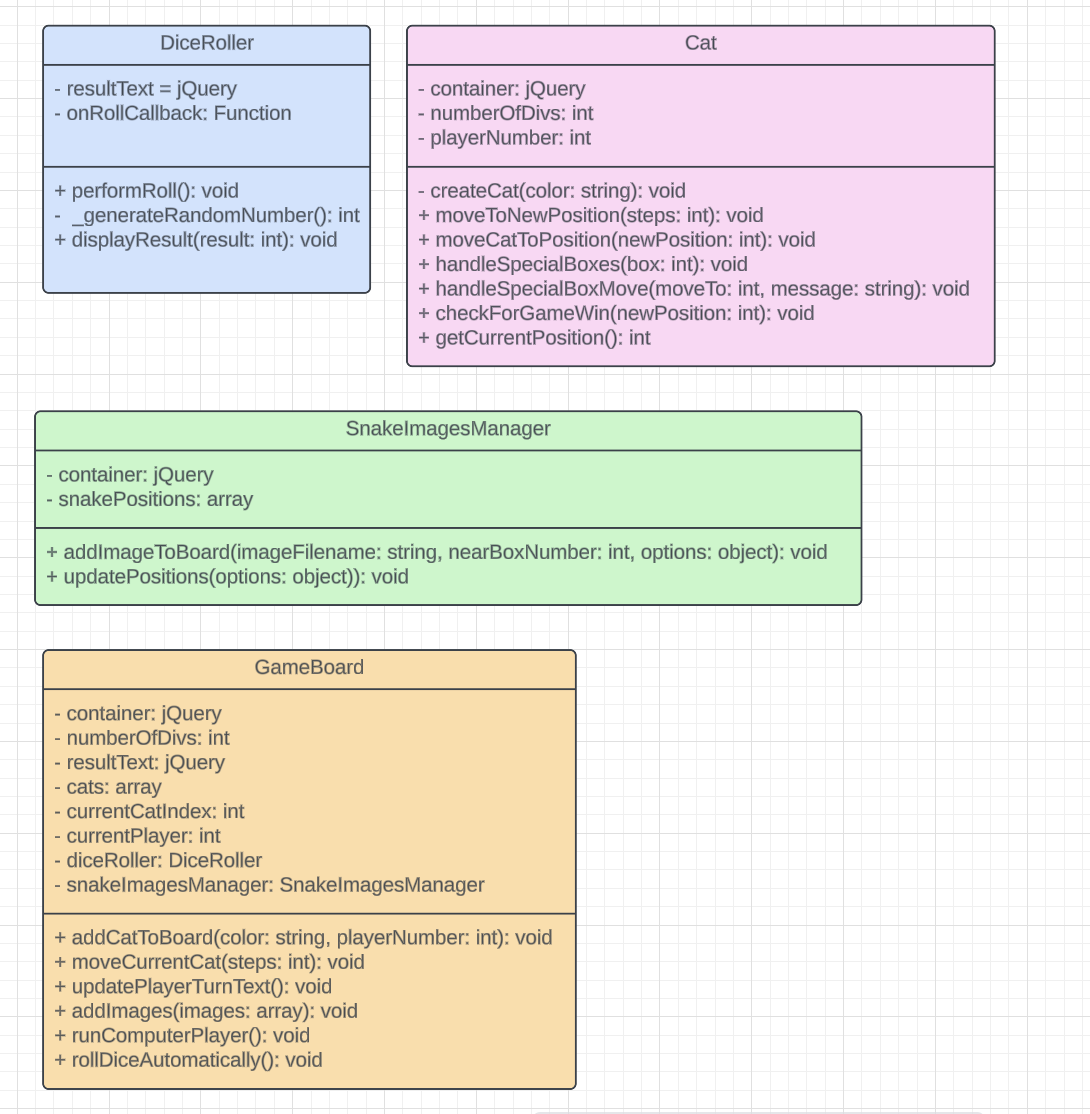 DiceRoller
- resultText = jQuery
- onRollCallback: Function
+ performRoll(): void
- _generateRandomNumber(): int
+ displayResult(result: int): void
Cat
- container: jQuery
- numberOfDivs: int
- playerNumber: int
- createCat(color: string): void
+ moveToNewPosition(steps: int): void
+ moveCatToPosition(newPosition: int): void
+ handleSpecialBoxes(box: int): void
+ handleSpecialBoxMove(moveTo: int, message: string): void
+ checkForGameWin(newPosition: int): void
+ getCurrentPosition(): int
SnakeImagesManager
- container: jQuery
- snakePositions: array
+ addImageToBoard(imageFilename: string, nearBoxNumber: int, options: object): void
+ updatePositions(options: object)): void
GameBoard
- container: jQuery
- numberOfDivs: int
- resultText: jQuery
- cats: array
- currentCatIndex: int
- currentPlayer: int
- diceRoller: DiceRoller
- snakeImagesManager: SnakeImagesManager
+ addCatToBoard(color: string, playerNumber: int): void
+ moveCurrentCat(steps: int): void
+ updatePlayerTurnText(): void
+ addImages(images: array): void
+ runComputerPlayer(): void
+ rollDiceAutomatically(): void